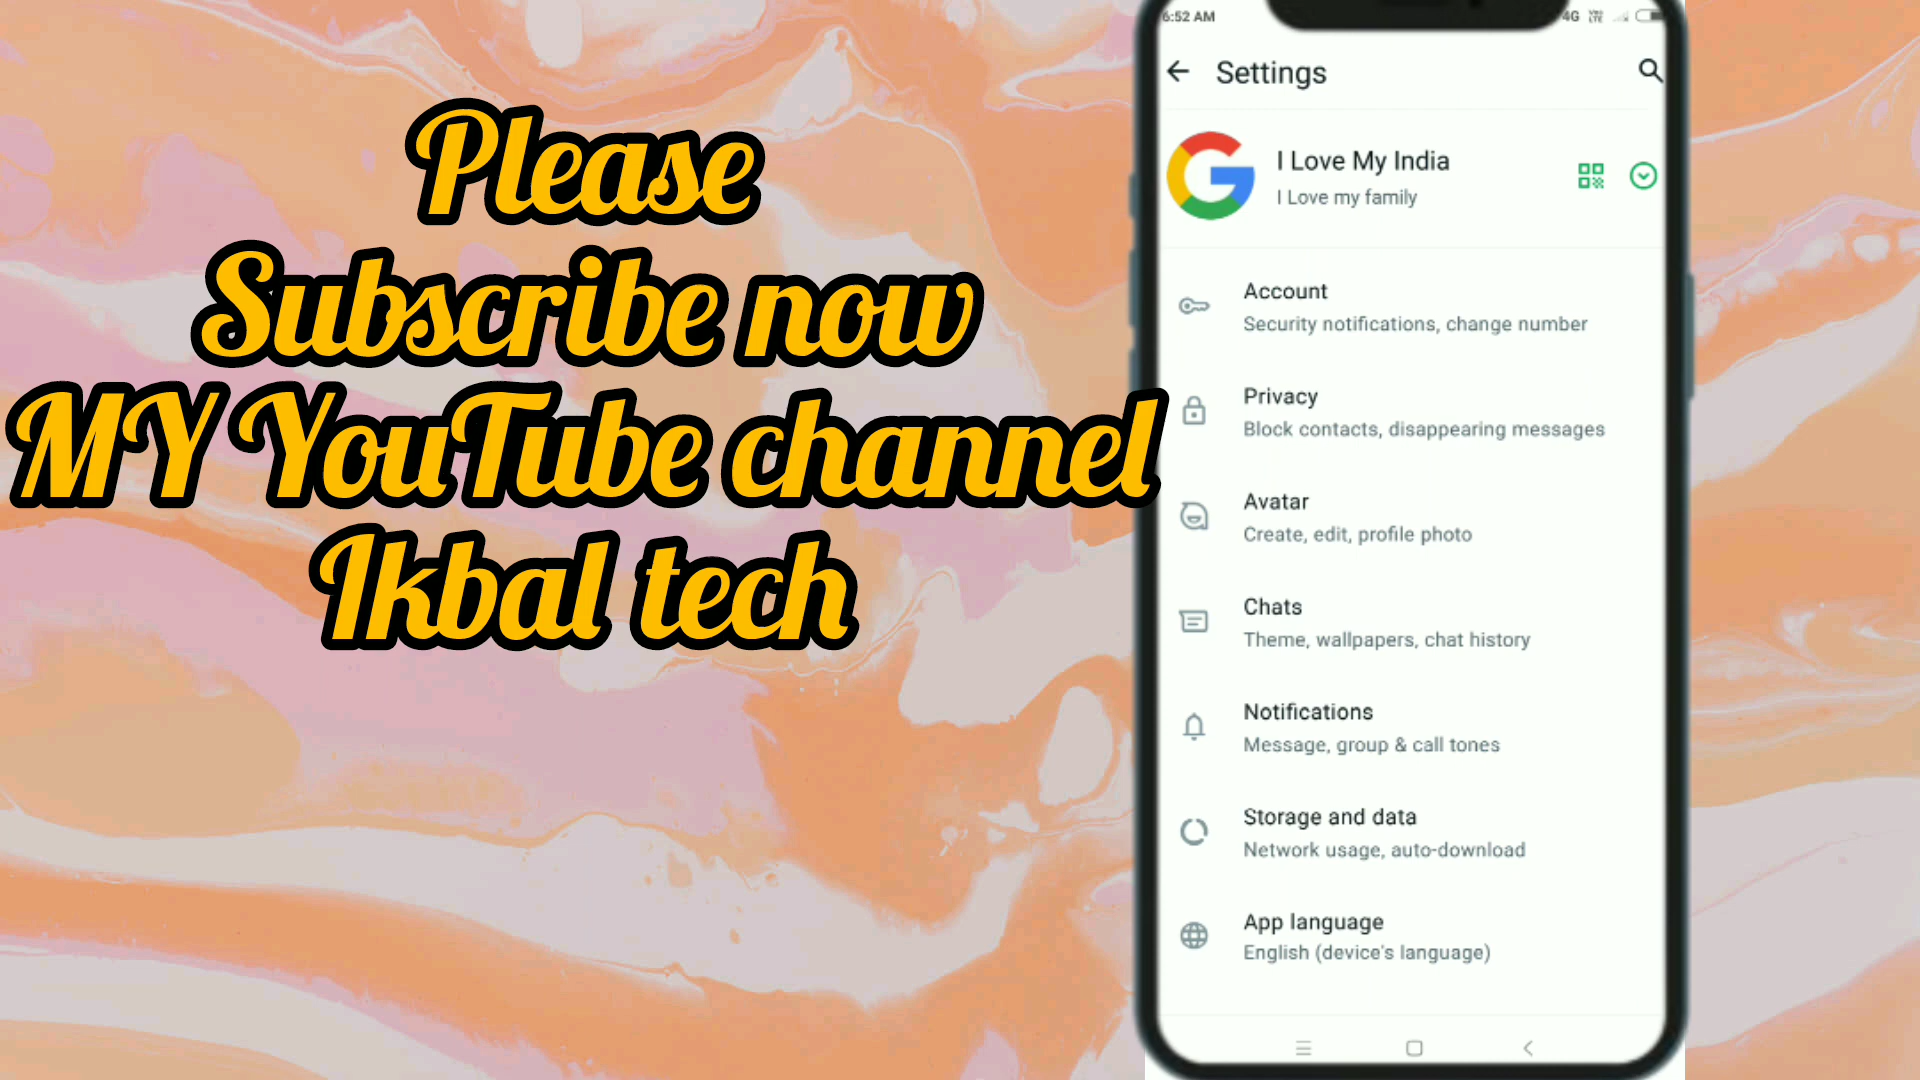 Please
Subscribe now
MY YouTube channel
Ikbal tech
6:52 AM
4G
Settings
I Love My India
I Love my family
Account
Security notifications, change number
Privacy
Block contacts, disappearing messages
Avatar
Create, edit, profile photo
Chats
Theme, wallpapers, chat history
Notifications
Message, group & call tones
Storage and data
Network usage, auto-download
App language
English (device's language)